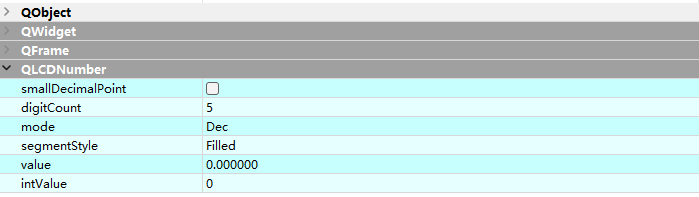 QObject
QWidget
QFrame
QLCDNumber
smallDecimalPoint
digitCount 5
mode Dec
segmentStyle Filled
value 0.000000
intValue 0